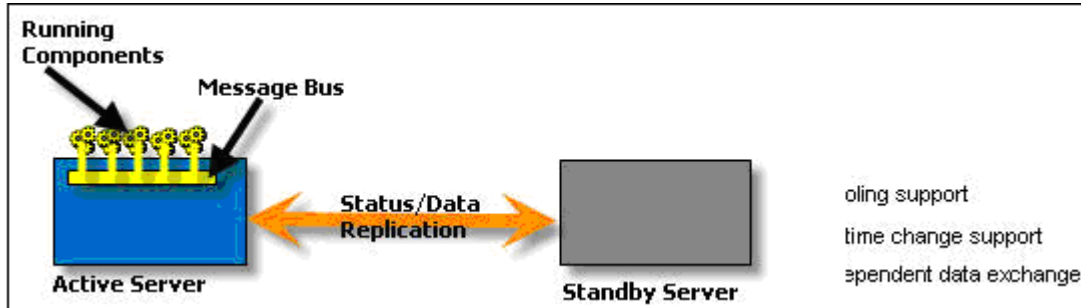 Running
Components
Message Bus
Status/Data
Replication
Active Server
Standby Server
oling support
time change support
ependent data exchange